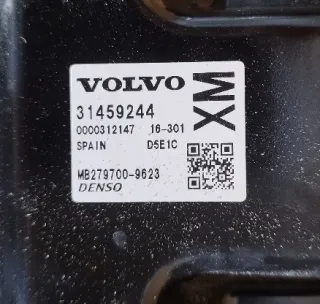 VOLVO
XM
31459244
0000312147 16-301
SPAIN D5E1C
MB279700-9623
DENSO